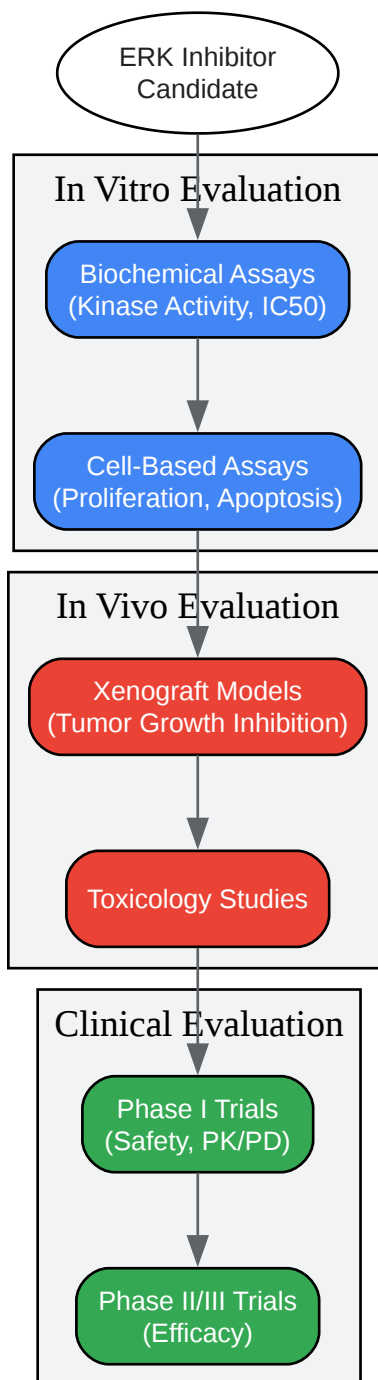 ERK Inhibitor
Candidate
In Vitro Evaluation
Biochemical Assays
(Kinase Activity, IC50)
Cell-Based Assays
(Proliferation, Apoptosis)
In Vivo Evaluation
Xenograft Models
(Tumor Growth Inhibition)
Toxicology Studies
Clinical Evaluation
Phase I Trials
(Safety, PK/PD)
Phase II/III Trials
(Efficacy)